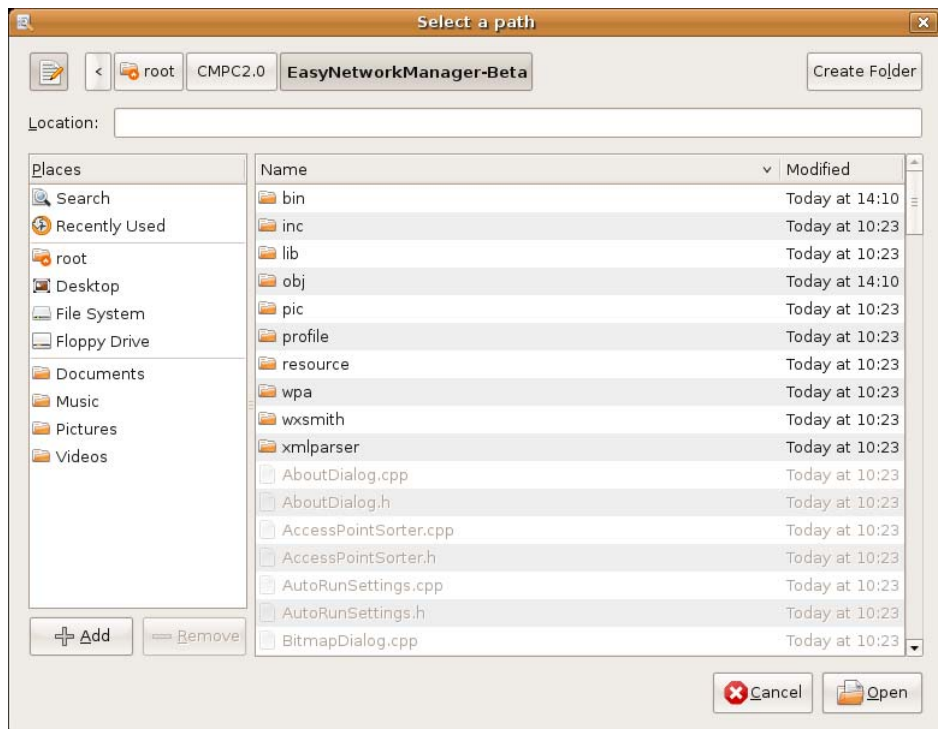 Select a path
< root CMPC2.0 EasyNetworkManager-Beta Create Folder
Location:
Places
Search
Recently Used
root
Desktop
File System
Floppy Drive
Documents
Music
Pictures
Videos
Add Remove
Name Modified
bin Today at 14:10
inc Today at 10:23
lib Today at 10:23
obj Today at 14:10
pic Today at 10:23
profile Today at 10:23
resource Today at 10:23
wpa Today at 10:23
wxsmith Today at 10:23
xmlparser Today at 10:23
AboutDialog.cpp Today at 10:23
AboutDialog.h Today at 10:23
AccessPointSorter.cpp Today at 10:23
AccessPointSorter.h Today at 10:23
AutoRunSettings.cpp Today at 10:23
AutoRunSettings.h Today at 10:23
BitmapDialog.cpp Today at 10:23
Cancel Open